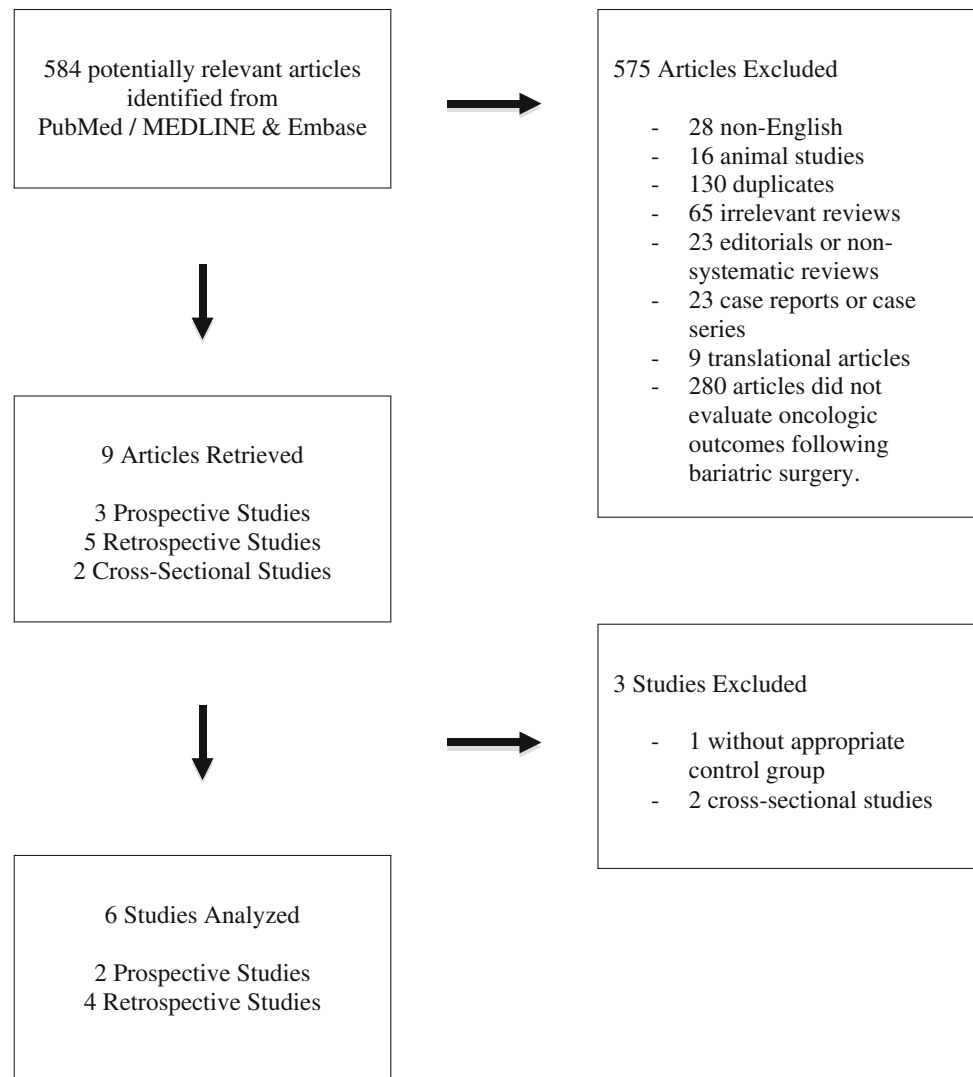 584 potentially relevant articles
identified from
PubMed / MEDLINE & Embase
575 Articles Excluded
- 28 non-English
- 16 animal studies
- 130 duplicates
- 65 irrelevant reviews
- 23 editorials or non-
systematic reviews
- 23 case reports or case
series
- 9 translational articles
- 280 articles did not
evaluate oncologic
outcomes following
bariatric surgery.
9 Articles Retrieved
3 Prospective Studies
5 Retrospective Studies
2 Cross-Sectional Studies
3 Studies Excluded
- 1 without appropriate
control group
- 2 cross-sectional studies
6 Studies Analyzed
2 Prospective Studies
4 Retrospective Studies